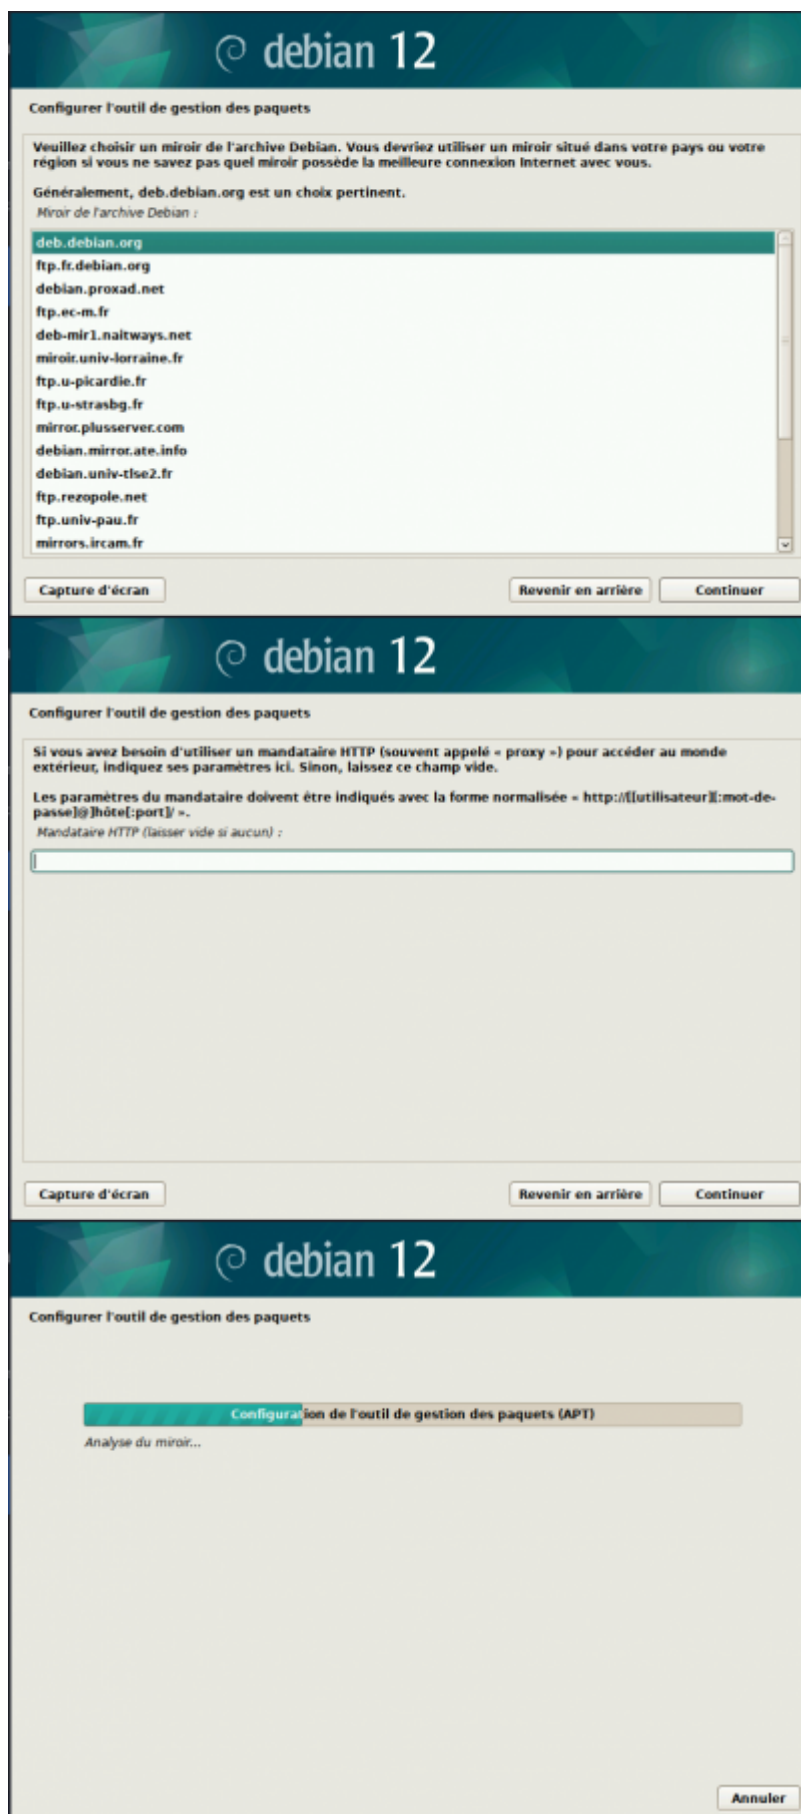 debian 12
Configurer l'outil de gestion des paquets
Veuillez choisir un miroir de l'archive Debian. Vous devriez utiliser un miroir situé dans votre pays ou votre
région si vous ne savez pas quel miroir possède la meilleure connexion Internet avec vous.
Généralement, deb.debian.org est un choix pertinent.
Miroir de l'archive Debian :
deb.debian.org
ftp.fr.debian.org
debian.proxad.net
ftp.ec-m.fr
deb-mir1.naitways.net
miroir.univ-lorraine.fr
ftp.u-picardie.fr
ftp.u-strasbg.fr
mirror.plusserver.com
debian.mirror.ate.info
debian.univ-tlse2.fr
ftp.rezopole.net
ftp.univ-pau.fr
mirrors.ircam.fr
Capture d'écran
Revenir en arrière
Continuer
debian 12
Configurer l'outil de gestion des paquets
Si vous avez besoin d'utiliser un mandataire HTTP (souvent appelé « proxy ») pour accéder au monde
extérieur, indiquez ses paramètres ici. Sinon, laissez ce champ vide.
Les paramètres du mandataire doivent être indiqués avec la forme normalisée « http://[[utilisateur][:mot-de-
passe]@]hôte[:port]/ ».
Mandataire HTTP (laisser vide si aucun) :
Capture d'écran
Revenir en arrière
Continuer
debian 12
Configurer l'outil de gestion des paquets
Configuration de l'outil de gestion des paquets (APT)
Analyse du miroir...
Annuler